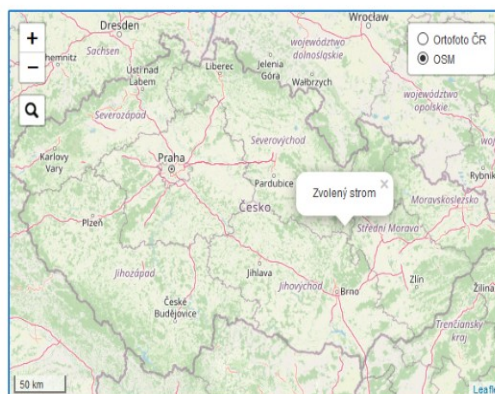 Wrocław
Dresden
+
−
Ortofoto ČR
OSM
Chemnitz
Sachsen
województwo
dolnośląskie
Jelenia
Góra
Wałbrzych
Liberec
Ústí nad
Labem
województwo
opolskie
Severozápad
Karlovy
Vary
Praha
Severovýchod
Pardubice
Zvolený strom
×
Rybnik
Moravskoslezsko
Česko
Plzeň
Střední Morava
Jihozápad
Jihlava
Jihovýchod
Brno
Zlín
České
Budějovice
Žilina
Trenčiansky
kraj
50 km
Leafle